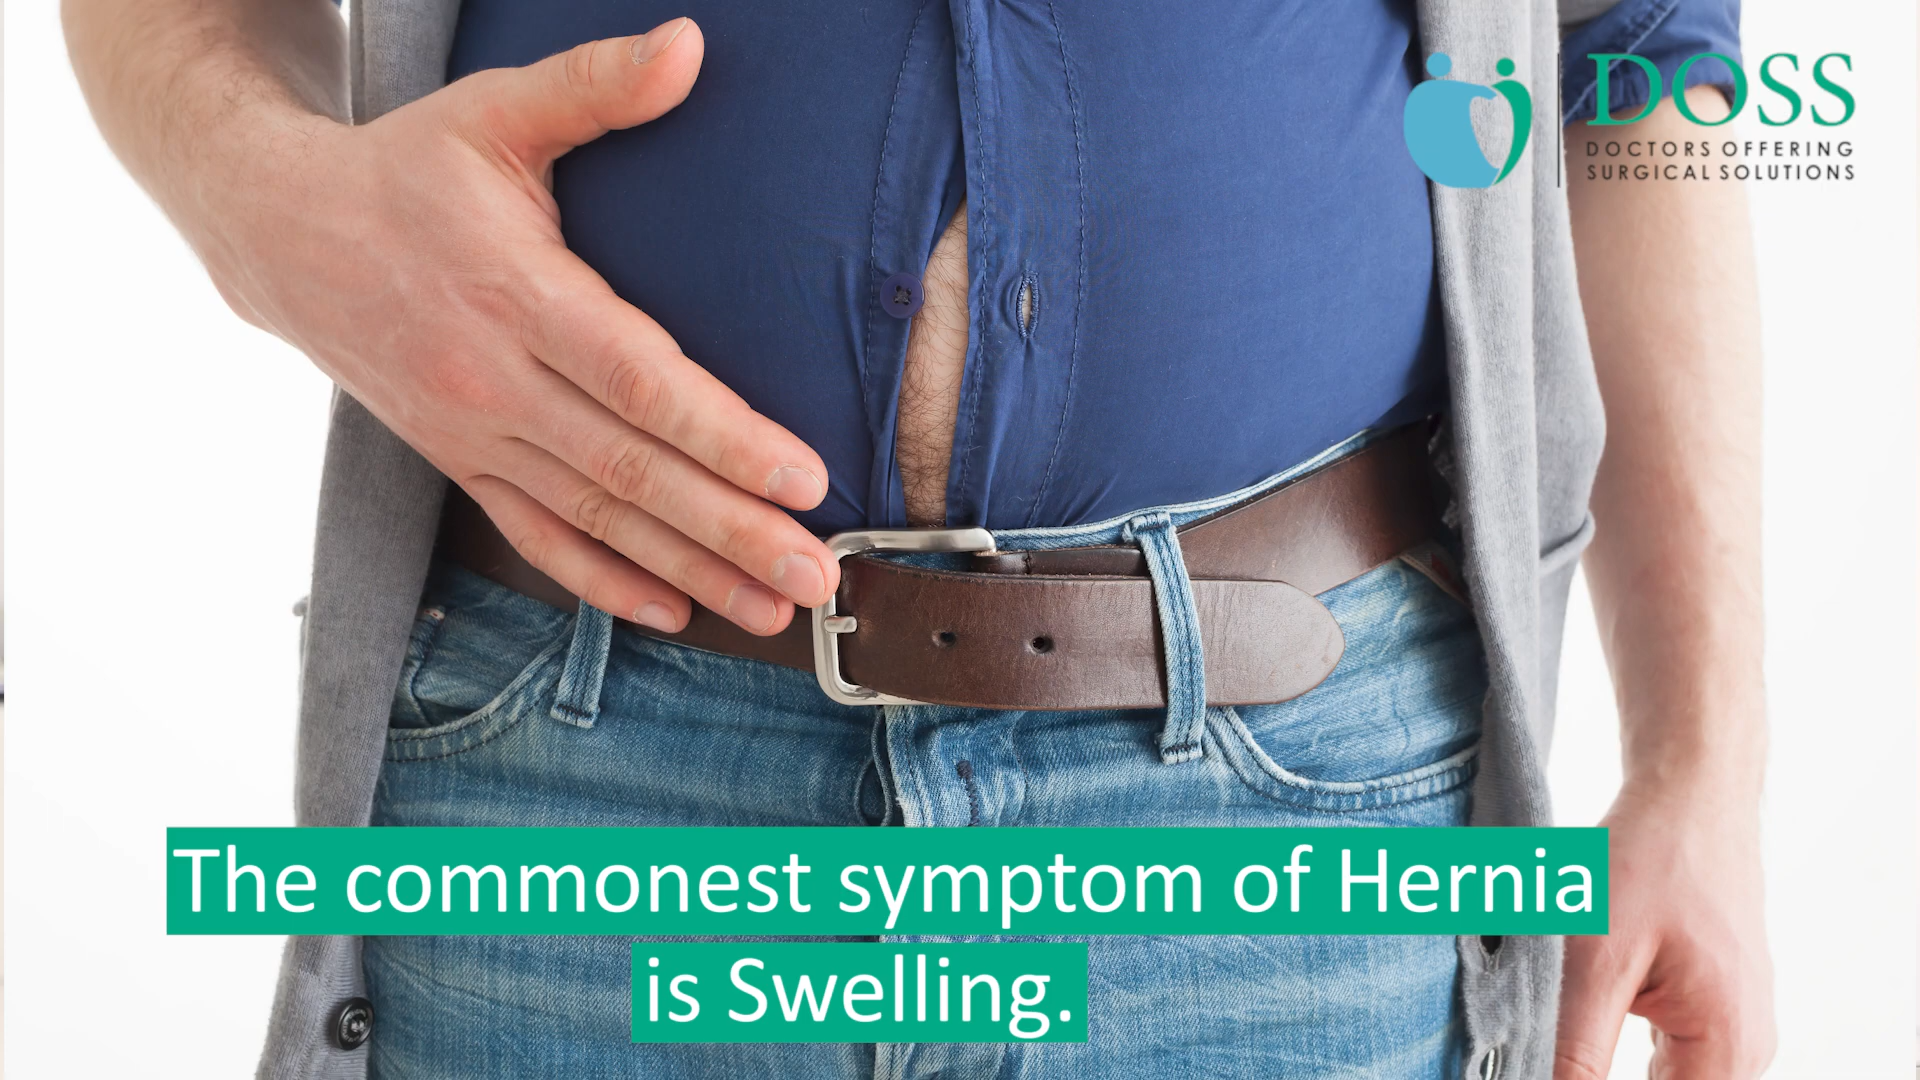 DOSS
DOCTORS OFFERING
SURGICAL SOLUTIONS
The commonest symptom of Hernia
is Swelling.